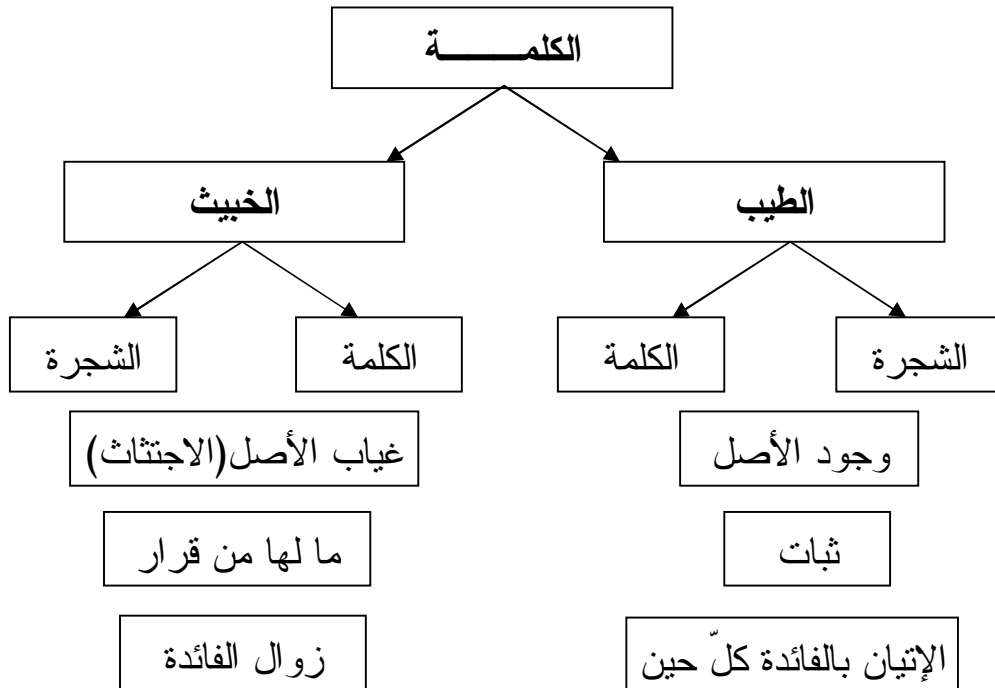 الكلمـــــــــة
الطيب
الخبيث
الشجرة
الكلمة
الكلمة
الشجرة
وجود الأصل
غياب الأصل(الاجتثاث)
ثبات
ما لها من قرار
الإتيان بالفائدة كلّ حين
زوال الفائدة